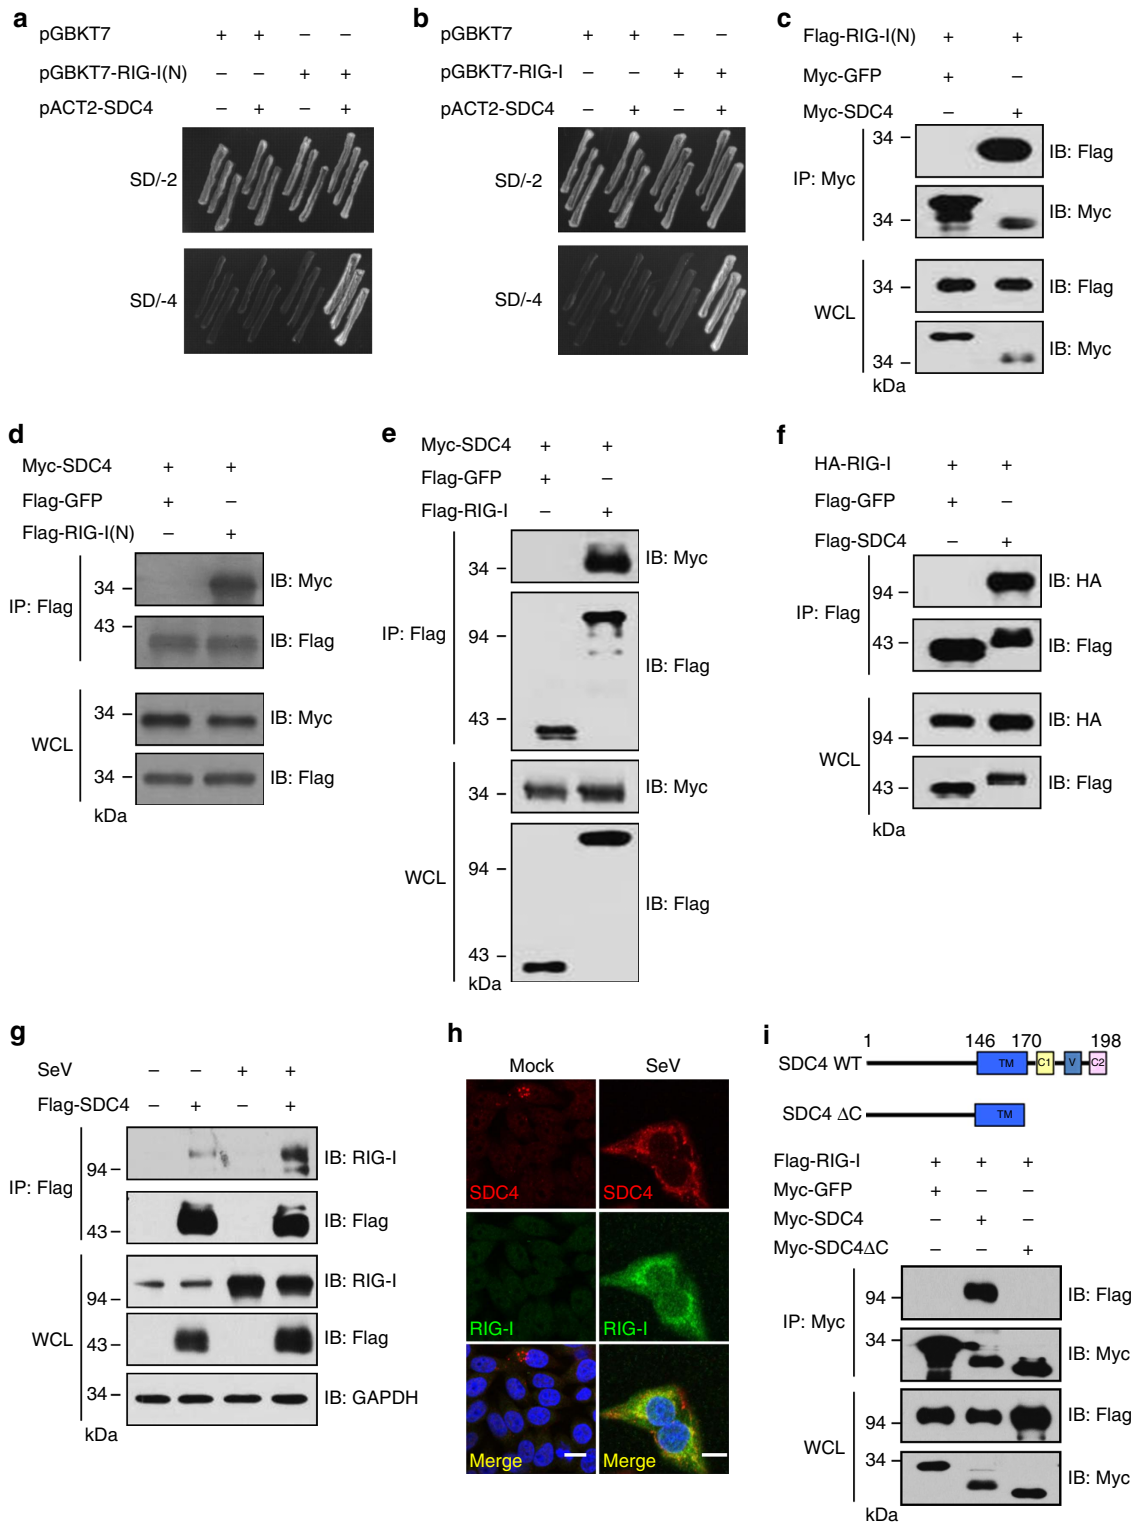 a
pGBKT7 + + – –
pGBKT7-RIG-I(N) – – + +
pACT2-SDC4 – + – +
SD/-2
SD/-4
b
pGBKT7 + + – –
pGBKT7-RIG-I – – + +
pACT2-SDC4 – + – +
SD/-2
SD/-4
c
Flag-RIG-I(N) + +
Myc-GFP + –
Myc-SDC4 – +
IP: Myc
34 – IB: Flag
34 – IB: Myc
WCL
34 – IB: Flag
34 – IB: Myc
kDa
d
Myc-SDC4 + +
Flag-GFP + –
Flag-RIG-I(N) – +
IP: Flag
34 – IB: Myc
43 – IB: Flag
WCL
34 – IB: Myc
34 – IB: Flag
kDa
e
Myc-SDC4 + +
Flag-GFP + –
Flag-RIG-I – +
IP: Flag
34 – IB: Myc
94 –
IB: Flag
43 –
WCL
34 – IB: Myc
94 –
IB: Flag
43 –
kDa
f
HA-RIG-I + +
Flag-GFP + –
Flag-SDC4 – +
IP: Flag
94 – IB: HA
43 – IB: Flag
WCL
94 – IB: HA
43 – IB: Flag
kDa
g
SeV – – + +
Flag-SDC4 – + – +
IP: Flag
94 – IB: RIG-I
43 – IB: Flag
WCL
94 – IB: RIG-I
43 – IB: Flag
34 – IB: GAPDH
kDa
h
Mock SeV
SDC4 SDC4
RIG-I RIG-I
Merge Merge
i
1 146 170 198
SDC4 WT TM C1 V C2
SDC4 ΔC TM
Flag-RIG-I + + +
Myc-GFP + – –
Myc-SDC4 – + –
Myc-SDC4ΔC – – +
IP: Myc
94 – IB: Flag
34 – IB: Myc
WCL
94 – IB: Flag
34 – IB: Myc
kDa